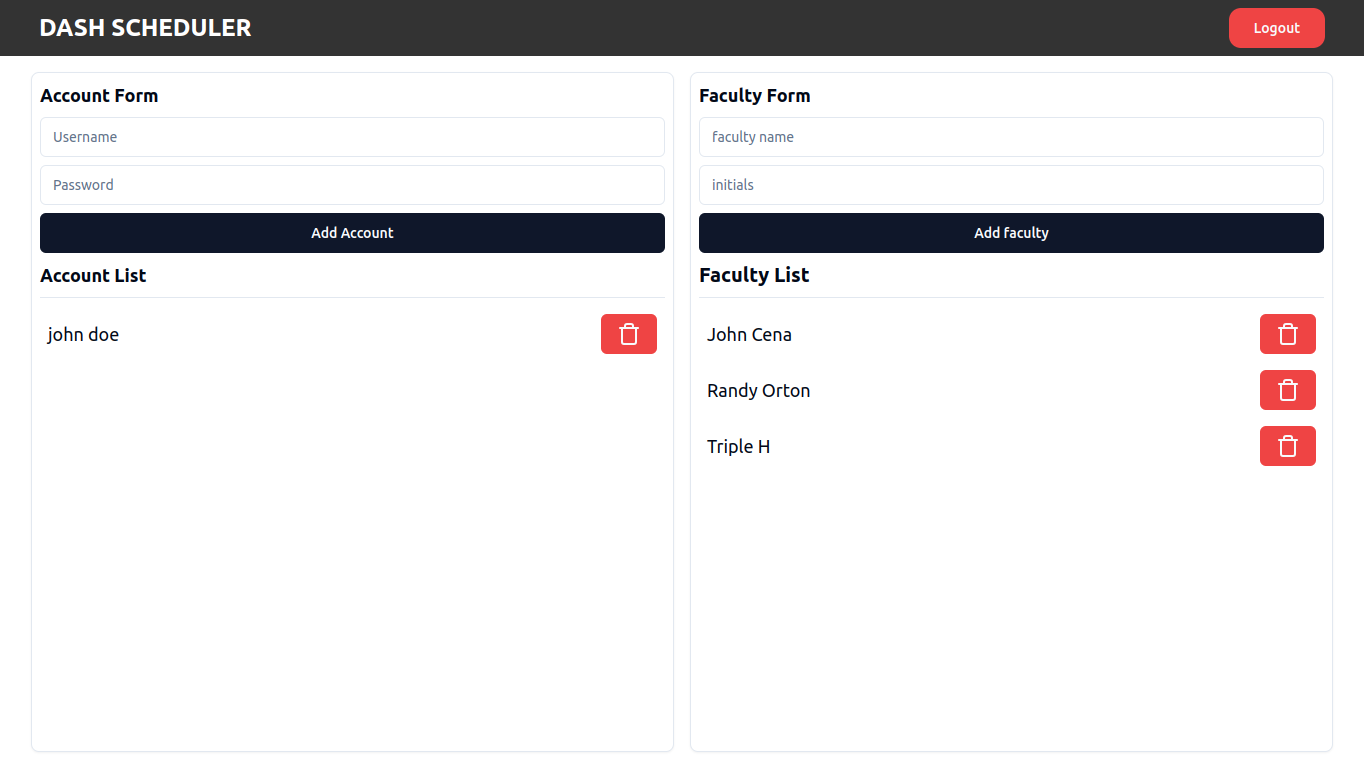 DASH SCHEDULER
Logout
Account Form
Username
Password
Add Account
Account List
john doe
Faculty Form
faculty name
initials
Add faculty
Faculty List
John Cena
Randy Orton
Triple H